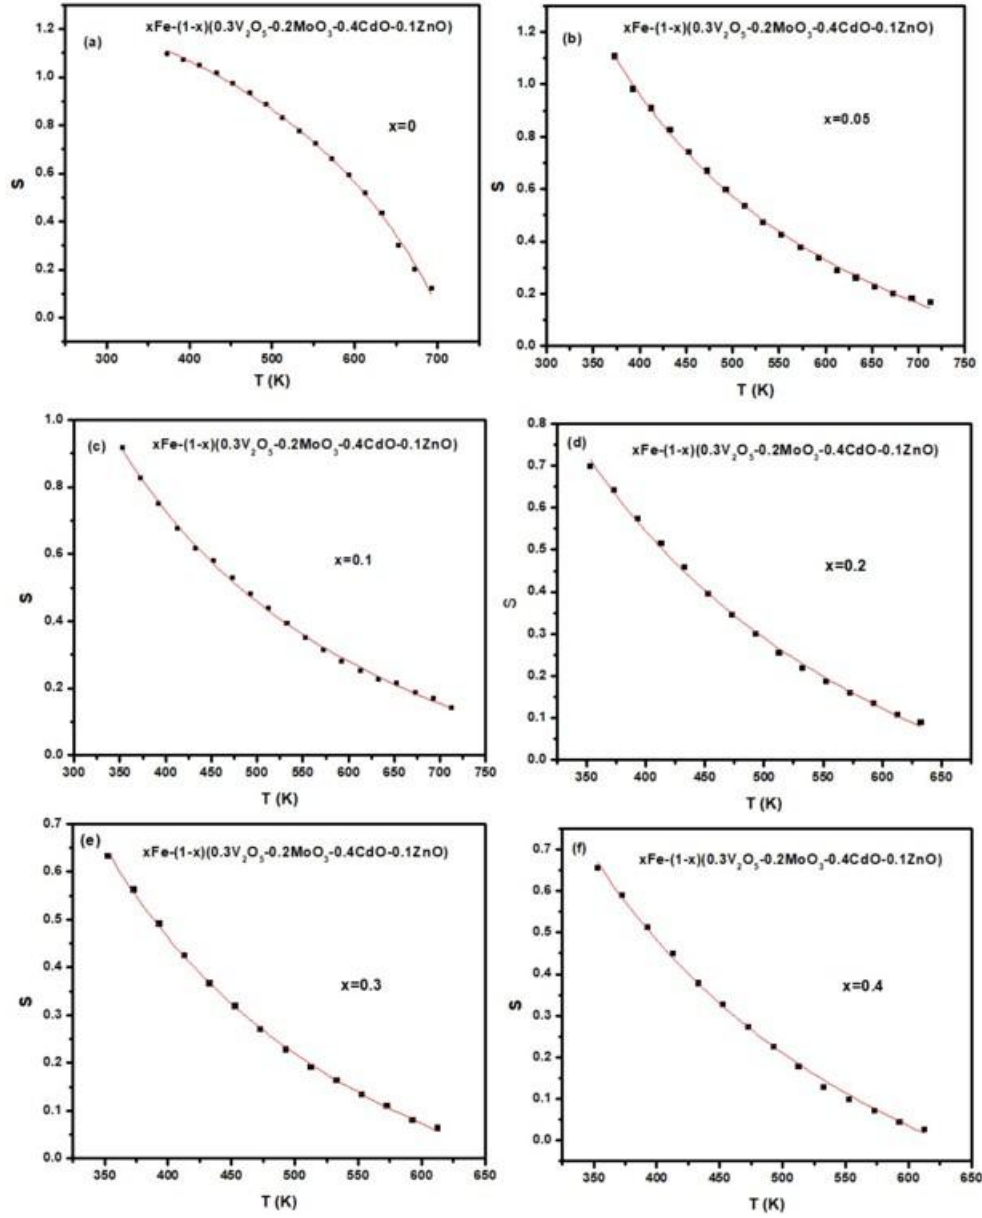 (a)
xFe-(1-x)(0.3V₂O₅-0.2MoO₃-0.4CdO-0.1ZnO)
x=0
S
1.2
1.0
0.8
0.6
0.4
0.2
0.0
300 400 500 600 700
T (K)
(b)
xFe-(1-x)(0.3V₂O₅-0.2MoO₃-0.4CdO-0.1ZnO)
x=0.05
S
1.2
1.0
0.8
0.6
0.4
0.2
0.0
300 350 400 450 500 550 600 650 700 750
T (K)
(c)
xFe-(1-x)(0.3V₂O₅-0.2MoO₃-0.4CdO-0.1ZnO)
x=0.1
S
1.0
0.8
0.6
0.4
0.2
0.0
300 350 400 450 500 550 600 650 700 750
T (K)
(d)
xFe-(1-x)(0.3V₂O₅-0.2MoO₃-0.4CdO-0.1ZnO)
x=0.2
S
0.8
0.7
0.6
0.5
0.4
0.3
0.2
0.1
0.0
350 400 450 500 550 600 650
T (K)
(e)
xFe-(1-x)(0.3V₂O₅-0.2MoO₃-0.4CdO-0.1ZnO)
x=0.3
S
0.7
0.6
0.5
0.4
0.3
0.2
0.1
0.0
350 400 450 500 550 600 650
T (K)
(f)
xFe-(1-x)(0.3V₂O₅-0.2MoO₃-0.4CdO-0.1ZnO)
x=0.4
S
0.7
0.6
0.5
0.4
0.3
0.2
0.1
0.0
350 400 450 500 550 600 650
T (K)